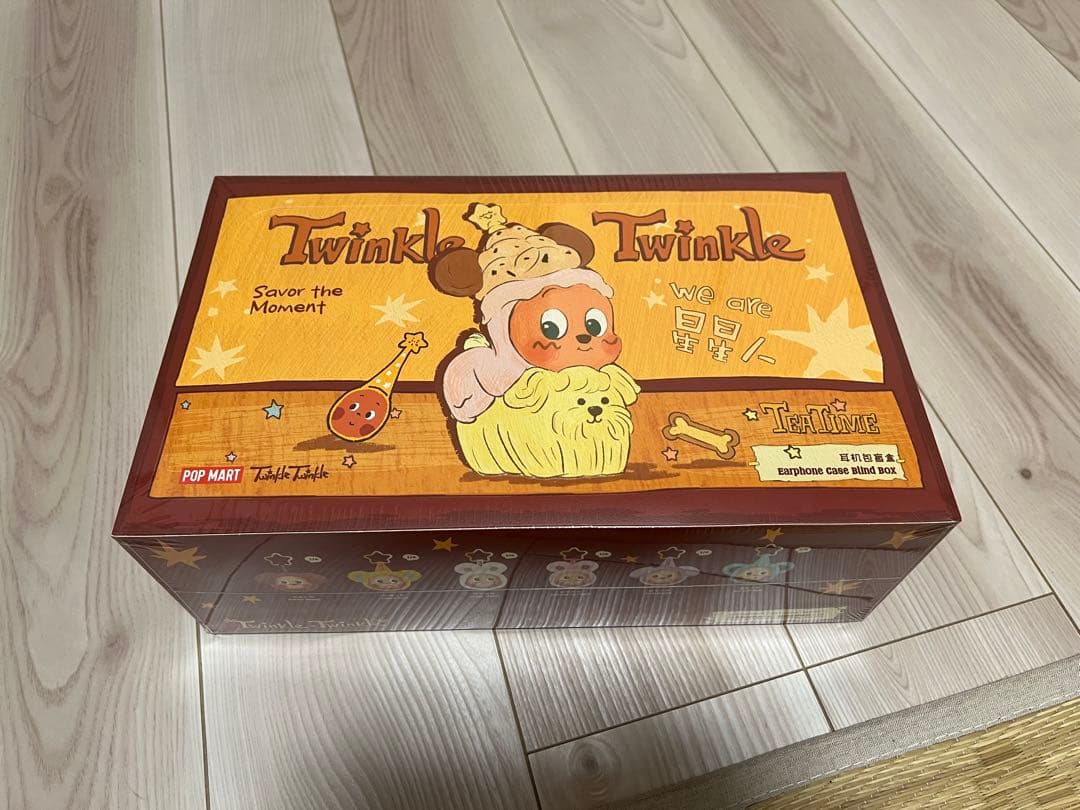 Twinkle Twinkle
Savor the
Moment
We are
星星人
TEATIME
耳机包盲盒
Earphone Case Blind Box
POP MART Twinkle Twinkle
Twinkle Twinkle